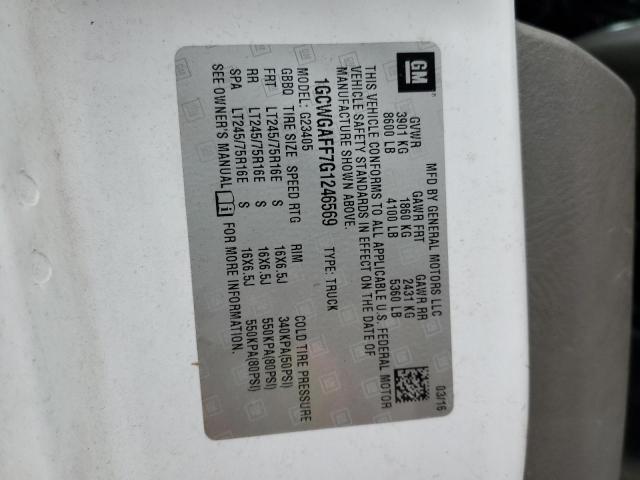 GM
MFD BY GENERAL MOTORS LLC 03/16
GVWR GAWR FRT GAWR RR
3901 KG 1860 KG 2431 KG
8600 LB 4100 LB 5360 LB
THIS VEHICLE CONFORMS TO ALL APPLICABLE U.S. FEDERAL MOTOR
VEHICLE SAFETY STANDARDS IN EFFECT ON THE DATE OF
MANUFACTURE SHOWN ABOVE.
1GCWGAFF7G1246569 TYPE: TRUCK
MODEL: G23405
GBBQ TIRE SIZE SPEED RTG RIM COLD TIRE PRESSURE
FRT LT245/75R16E S 16X6.5J 340KPA(50PSI)
RR LT245/75R16E S 16X6.5J 550KPA(80PSI)
SPA LT245/75R16E S 16X6.5J 550KPA(80PSI)
SEE OWNER'S MANUAL i FOR MORE INFORMATION.